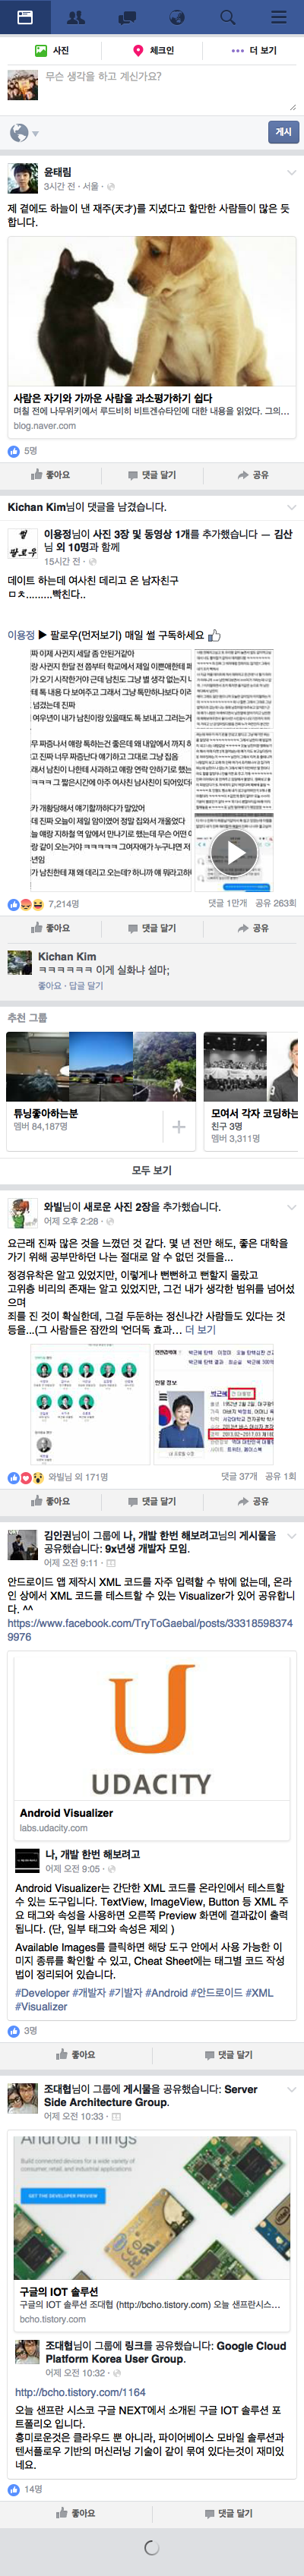 사진
체크인
더 보기
무슨 생각을 하고 계신가요?
게시
윤태림
3시간 전 · 서울 ·
제 곁에도 하늘이 낸 재주(天才)를 지녔다고 할만한 사람들이 많은 듯
합니다.
사람은 자기와 가까운 사람을 과소평가하기 쉽다
며칠 전에 나무위키에서 루드비히 비트겐슈타인에 대한 내용을 읽었다. 그의...
blog.naver.com
5명
좋아요 댓글 달기 공유
Kichan Kim님이 댓글을 남겼습니다.
이용정님이 사진 3장 및 동영상 1개를 추가했습니다 — 김산
님 외 10명과 함께
15시간 전 ·
데이트 하는데 여사친 데리고 온 남자친구
ㅁㅊ.........빡친다..
이용정 ▶ 팔로우(먼저보기) 매일 썰 구독하세요
7,214명
댓글 1만개 공유 263회
좋아요 댓글 달기 공유
Kichan Kim
ㅋㅋㅋㅋㅋㅋ 이게 실화냐 설마;
좋아요 · 답글 달기
추천 그룹
튜닝좋아하는분
멤버 84,187명
모여서 각자 코딩하는
친구 3명
멤버 3,311명
모두 보기
와빌님이 새로운 사진 2장을 추가했습니다.
어제 오후 2:28 ·
요근래 진짜 많은 것을 느꼈던 것 같다. 몇 년 전만 해도, 좋은 대학을
가기 위해 공부만하던 나는 절대로 알 수 없던 것들을...
정경유착은 알고 있었지만, 이렇게나 뻔뻔하고 뻔할지 몰랐고
고위층 비리의 존재는 알고 있었지만, 그건 내가 생각한 범위를 넘어섰
으며
죄를 진 것이 확실한데, 그걸 두둔하는 정신나간 사람들도 있다는 것
등을...(그 사람들은 잠깐의 '언더독 효과… 더 보기
인물 정보
박근혜
와빌님 외 171명
댓글 37개 공유 1회
좋아요 댓글 달기 공유
김인권님이 그룹에 나, 개발 한번 해보려고님의 게시물을
공유했습니다: 9x년생 개발자 모임.
어제 오전 9:11 ·
안드로이드 앱 제작시 XML 코드를 자주 입력할 수 밖에 없는데, 온라
인 상에서 XML 코드를 테스트할 수 있는 Visualizer가 있어 공유합니
다. ^^
https://www.facebook.com/TryToGaebal/posts/33318598374
9976
UDACITY
Android Visualizer
labs.udacity.com
나, 개발 한번 해보려고
어제 오전 9:05 ·
Android Visualizer는 간단한 XML 코드를 온라인에서 테스트할
수 있는 도구입니다. TextView, ImageView, Button 등 XML 주
요 태그와 속성을 사용하면 오른쪽 Preview 화면에 결과값이 출력
됩니다. (단, 일부 태그와 속성은 제외 )
Available Images를 클릭하면 해당 도구 안에서 사용 가능한 이
미지 종류를 확인할 수 있고, Cheat Sheet에는 태그별 코드 작성
법이 정리되어 있습니다.
#Developer #개발자 #기발자 #Android #안드로이드 #XML
#Visualizer
3명
좋아요 댓글 달기
조대협님이 그룹에 게시물을 공유했습니다: Server
Side Architecture Group.
어제 오전 10:33 ·
Android Things
Build connected devices for a wide variety of
consumer, retail, and industrial applications
GET THE DEVELOPER PREVIEW
구글의 IOT 솔루션
구글의 IOT 솔루션 조대협 (http://bcho.tistory.com) 오늘 샌프란시스...
bcho.tistory.com
조대협님이 그룹에 링크를 공유했습니다: Google Cloud
Platform Korea User Group.
어제 오전 10:32 ·
http://bcho.tistory.com/1164
오늘 샌프란 시스코 구글 NEXT에서 소개된 구글 IOT 솔루션 포
트폴리오 입니다.
흥미로운것은 클라우드 뿐 아니라, 파이어베이스 모바일 솔루션과
텐서플로우 기반의 머신러닝 기술이 같이 묶여 있다는것이 재미있
네요.
14명
좋아요 댓글 달기